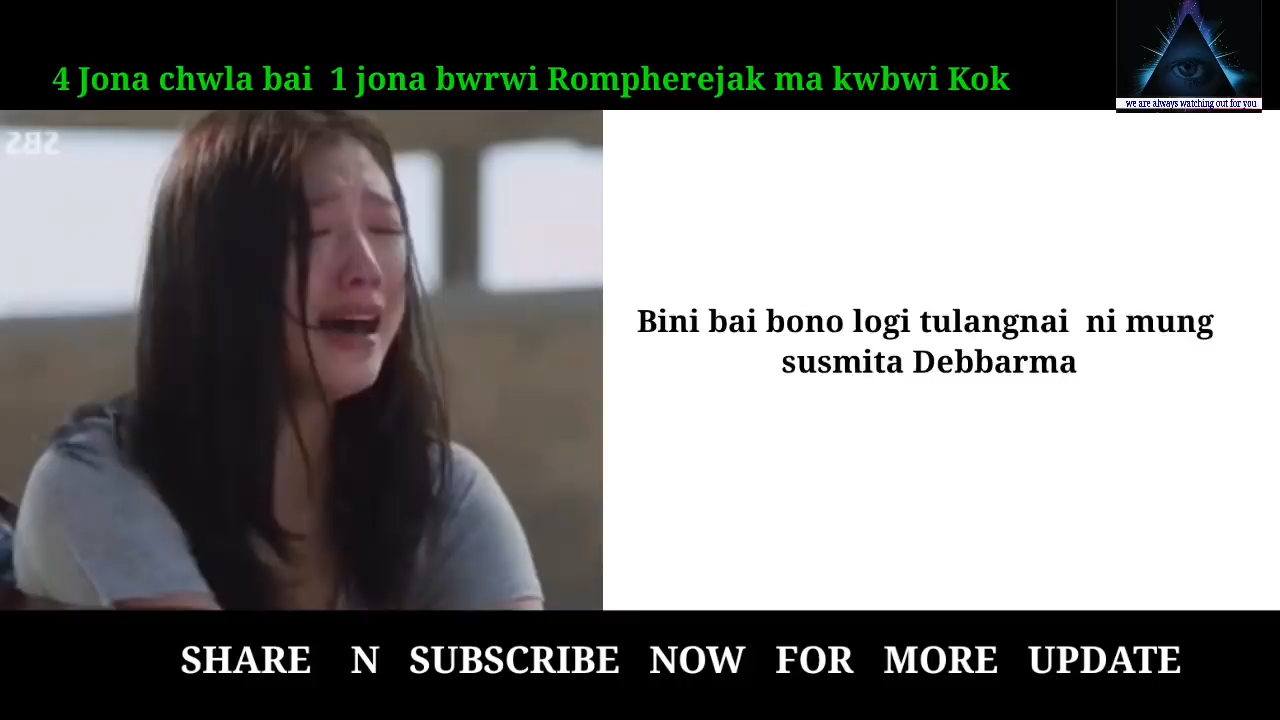 4 Jona chwla bai 1 jona bwrwi Rompherejak ma kwbwi Kok
we are always watching out for you
SBS
Bini bai bono logi tulangnai ni mung
susmita Debbarma
SHARE N SUBSCRIBE NOW FOR MORE UPDATE